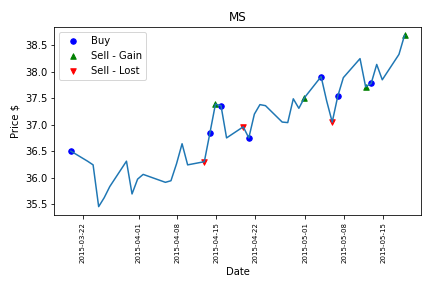 MS
Buy
Sell - Gain
Sell - Lost
Price $
38.5
38.0
37.5
37.0
36.5
36.0
35.5
2015-03-22
2015-04-01
2015-04-08
2015-04-15
2015-04-22
2015-05-01
2015-05-08
2015-05-15
Date